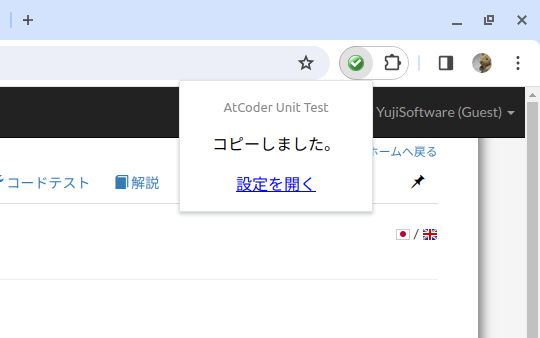 AtCoder Unit Test
コピーしました。
設定を開く
YujiSoftware (Guest)
ホームへ戻る
コードテスト 解説
/